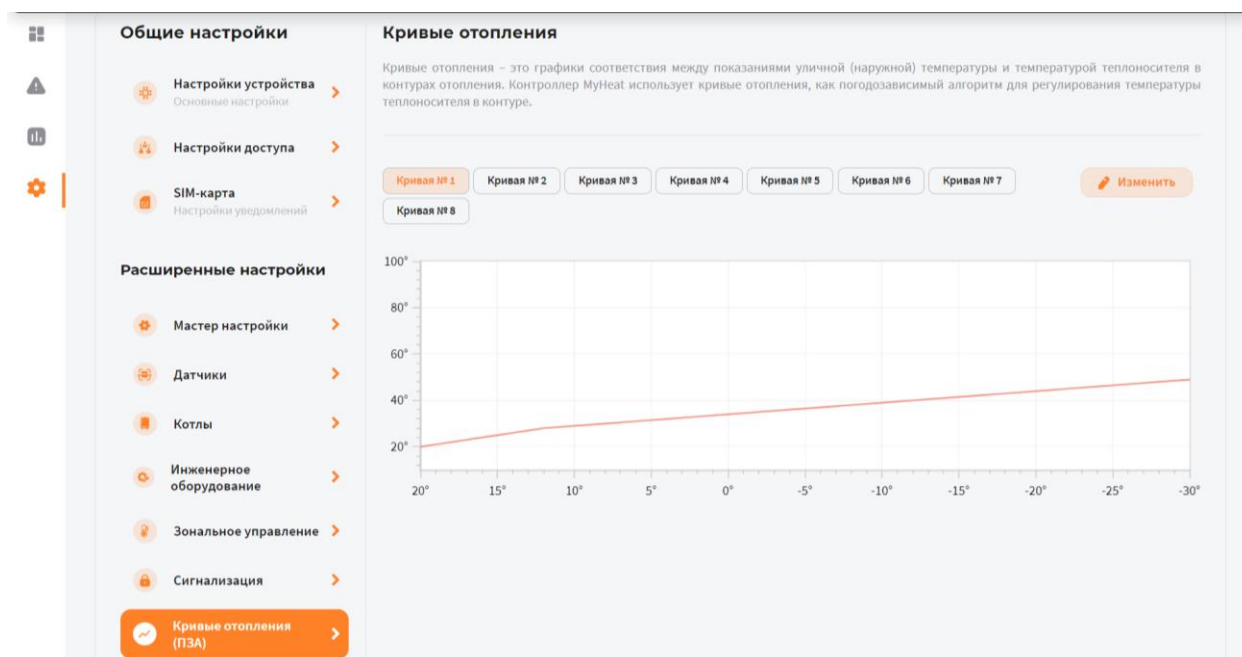 Общие настройки
Настройки устройства
Основные настройки
Настройки доступа
SIM-карта
Настройки уведомлений
Расширенные настройки
Мастер настройки
Датчики
Котлы
Инженерное
оборудование
Зональное управление
Сигнализация
Кривые отопления
(ПЗА)
Кривые отопления
Кривые отопления – это графики соответствия между показаниями уличной (наружной) температуры и температурой теплоносителя в
контурах отопления. Контроллер MyHeat использует кривые отопления, как погодозависимый алгоритм для регулирования температуры
теплоносителя в контуре.
Кривая № 1 Кривая № 2 Кривая № 3 Кривая № 4 Кривая № 5 Кривая № 6 Кривая № 7 Изменить
Кривая № 8
100°
80°
60°
40°
20°
20° 15° 10° 5° 0° -5° -10° -15° -20° -25° -30°